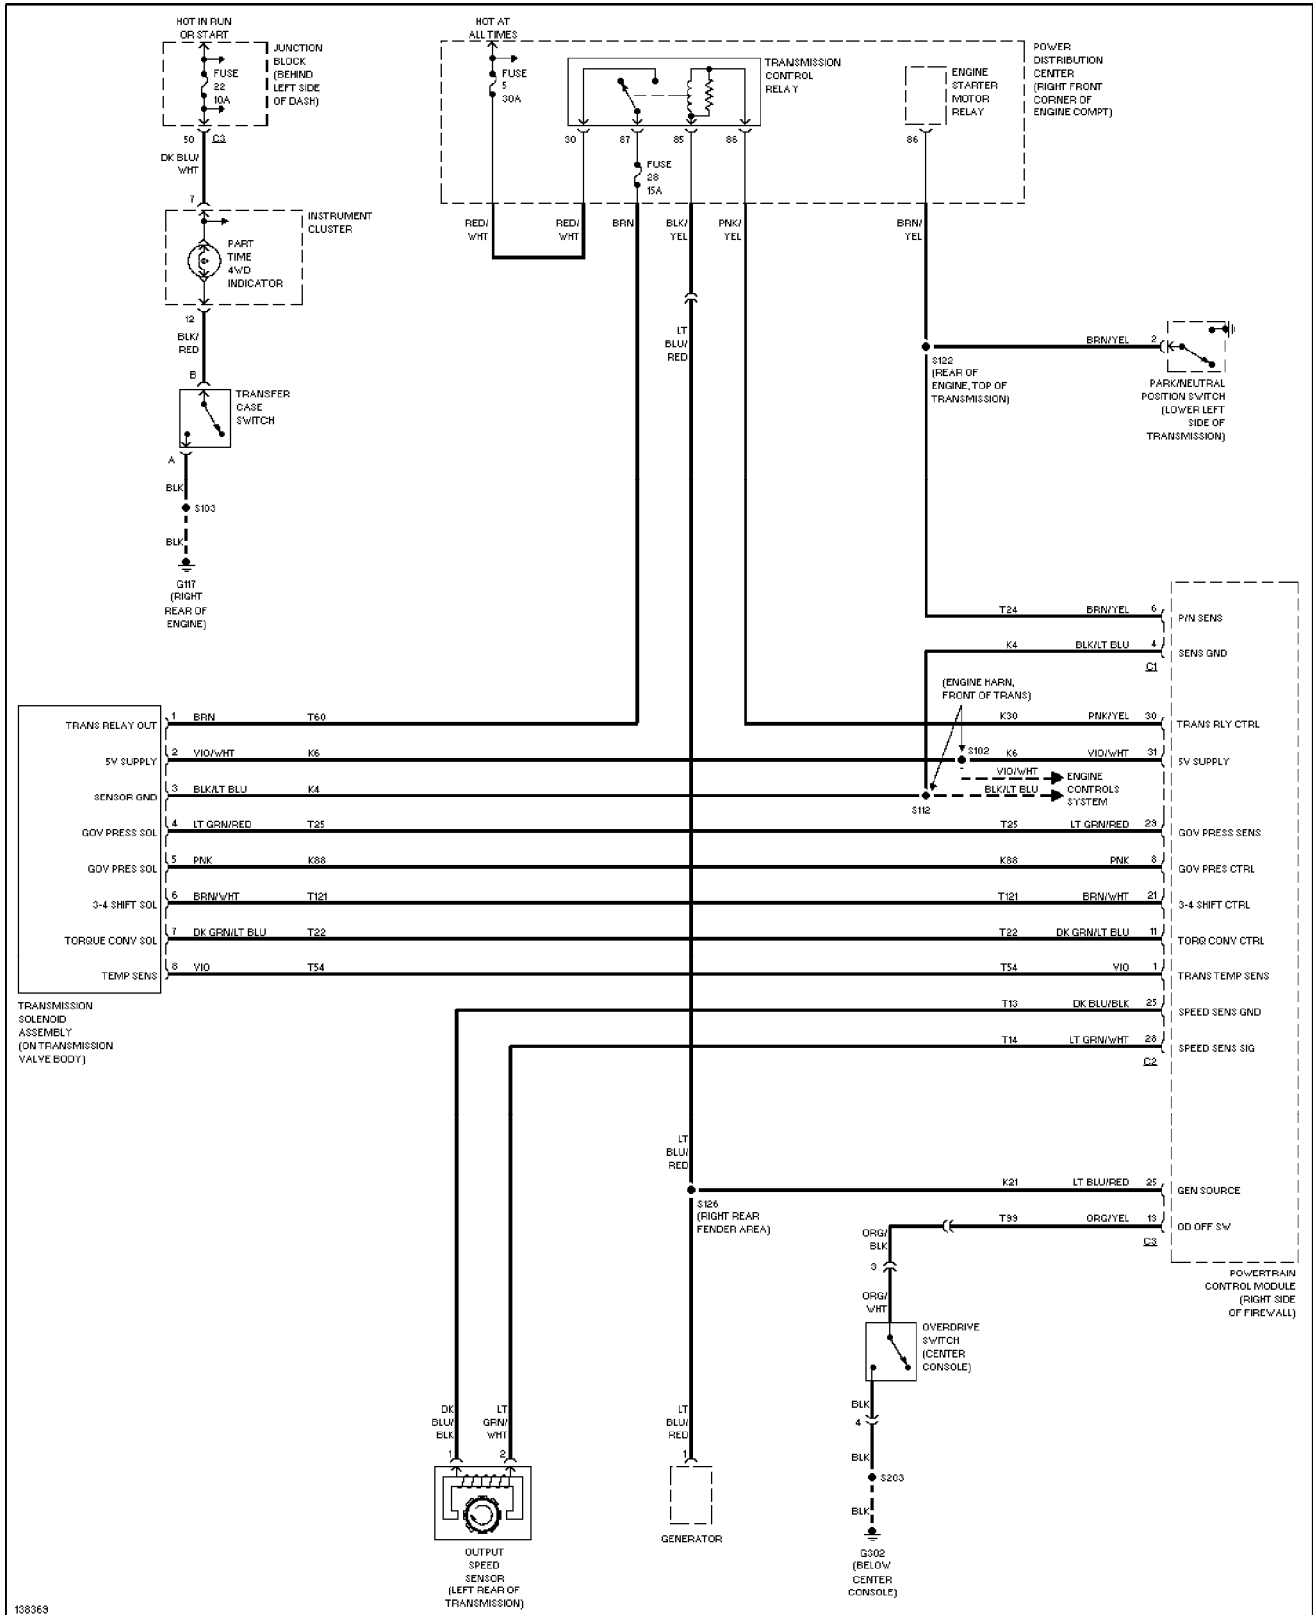 HOT IN RUN
OR START
JUNCTION
BLOCK
(BEHIND
LEFT SIDE
OF DASH)
FUSE
22
10A
50 C3
DK BLU/
WHT
7
INSTRUMENT
CLUSTER
PART
TIME
4WD
INDICATOR
12
BLK/
RED
B
TRANSFER
CASE
SWITCH
A
BLK
S103
BLK
G117
(RIGHT
REAR OF
ENGINE)
HOT AT
ALL TIMES
FUSE
5
30A
TRANSMISSION
CONTROL
RELAY
30 87 85 86
FUSE
28
15A
ENGINE
STARTER
MOTOR
RELAY
86
POWER
DISTRIBUTION
CENTER
(RIGHT FRONT
CORNER OF
ENGINE COMPT)
RED/
WHT
RED/
WHT
BRN
BLK/
YEL
PNK/
YEL
BRN/
YEL
LT
BLU/
RED
S122
(REAR OF
ENGINE, TOP OF
TRANSMISSION)
BRN/YEL 2
PARK/NEUTRAL
POSITION SWITCH
(LOWER LEFT
SIDE OF
TRANSMISSION)
T24 BRN/YEL 6 P/N SENS
K4 BLK/LT BLU 4 SENS GND
C1
(ENGINE HARN,
FRONT OF TRANS)
TRANS RELAY OUT 1 BRN T60
K30 PNK/YEL 30 TRANS RLY CTRL
5V SUPPLY 2 VIO/WHT K6
S102 K6 VIO/WHT 31 5V SUPPLY
VIO/WHT
BLK/LT BLU
ENGINE
CONTROLS
SYSTEM
SENSOR GND 3 BLK/LT BLU K4
S112
GOV PRESS SOL 4 LT GRN/RED T25
T25 LT GRN/RED 29 GOV PRESS SENS
GOV PRES SOL 5 PNK K88
K88 PNK 8 GOV PRES CTRL
3-4 SHIFT SOL 6 BRN/WHT T121
T121 BRN/WHT 21 3-4 SHIFT CTRL
TORQUE CONV SOL 7 DK GRN/LT BLU T22
T22 DK GRN/LT BLU 11 TORQ CONV CTRL
TEMP SENS 8 VIO T54
T54 VIO 1 TRANS TEMP SENS
TRANSMISSION
SOLENOID
ASSEMBLY
(ON TRANSMISSION
VALVE BODY)
T13 DK BLU/BLK 25 SPEED SENS GND
T14 LT GRN/WHT 28 SPEED SENS SIG
C2
LT
BLU/
RED
S126
(RIGHT REAR
FENDER AREA)
K21 LT BLU/RED 25 GEN SOURCE
T99 ORG/YEL 13 OD OFF SW
C3
POWERTRAIN
CONTROL MODULE
(RIGHT SIDE
OF FIREWALL)
ORG/
BLK
3
ORG/
WHT
OVERDRIVE
SWITCH
(CENTER
CONSOLE)
BLK
4
BLK
S203
BLK
G302
(BELOW
CENTER
CONSOLE)
DK
BLU/
BLK
1
LT
GRN/
WHT
2
OUTPUT
SPEED
SENSOR
(LEFT REAR OF
TRANSMISSION)
LT
BLU/
RED
1
GENERATOR
138369